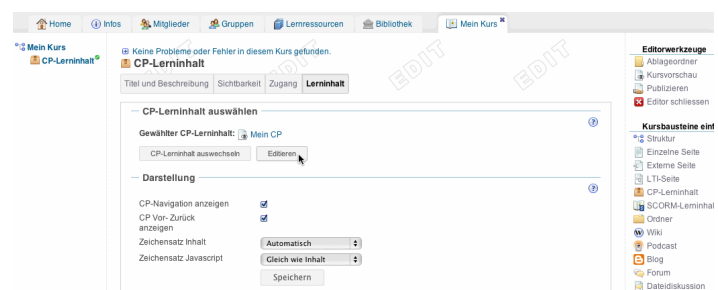 Home Infos Mitglieder Gruppen Lernressourcen Bibliothek Mein Kurs
Mein Kurs
CP-Lerninhalt
Keine Probleme oder Fehler in diesem Kurs gefunden.
CP-Lerninhalt
EDIT EDIT EDIT EDIT
Titel und Beschreibung Sichtbarkeit Zugang Lerninhalt
CP-Lerninhalt auswählen
Gewählter CP-Lerninhalt: Mein CP
CP-Lerninhalt auswechseln Editieren
Darstellung
CP-Navigation anzeigen
CP Vor- Zurück
anzeigen
Zeichensatz Inhalt Automatisch
Zeichensatz Javascript Gleich wie Inhalt
Speichern
Editorwerkzeuge
Ablageordner
Kursvorschau
Publizieren
Editor schliessen
Kursbausteine einf
Struktur
Einzelne Seite
Externe Seite
LTI-Seite
CP-Lerninhalt
SCORM-Lerninhal
Ordner
Wiki
Podcast
Blog
Forum
Dateidiskussion